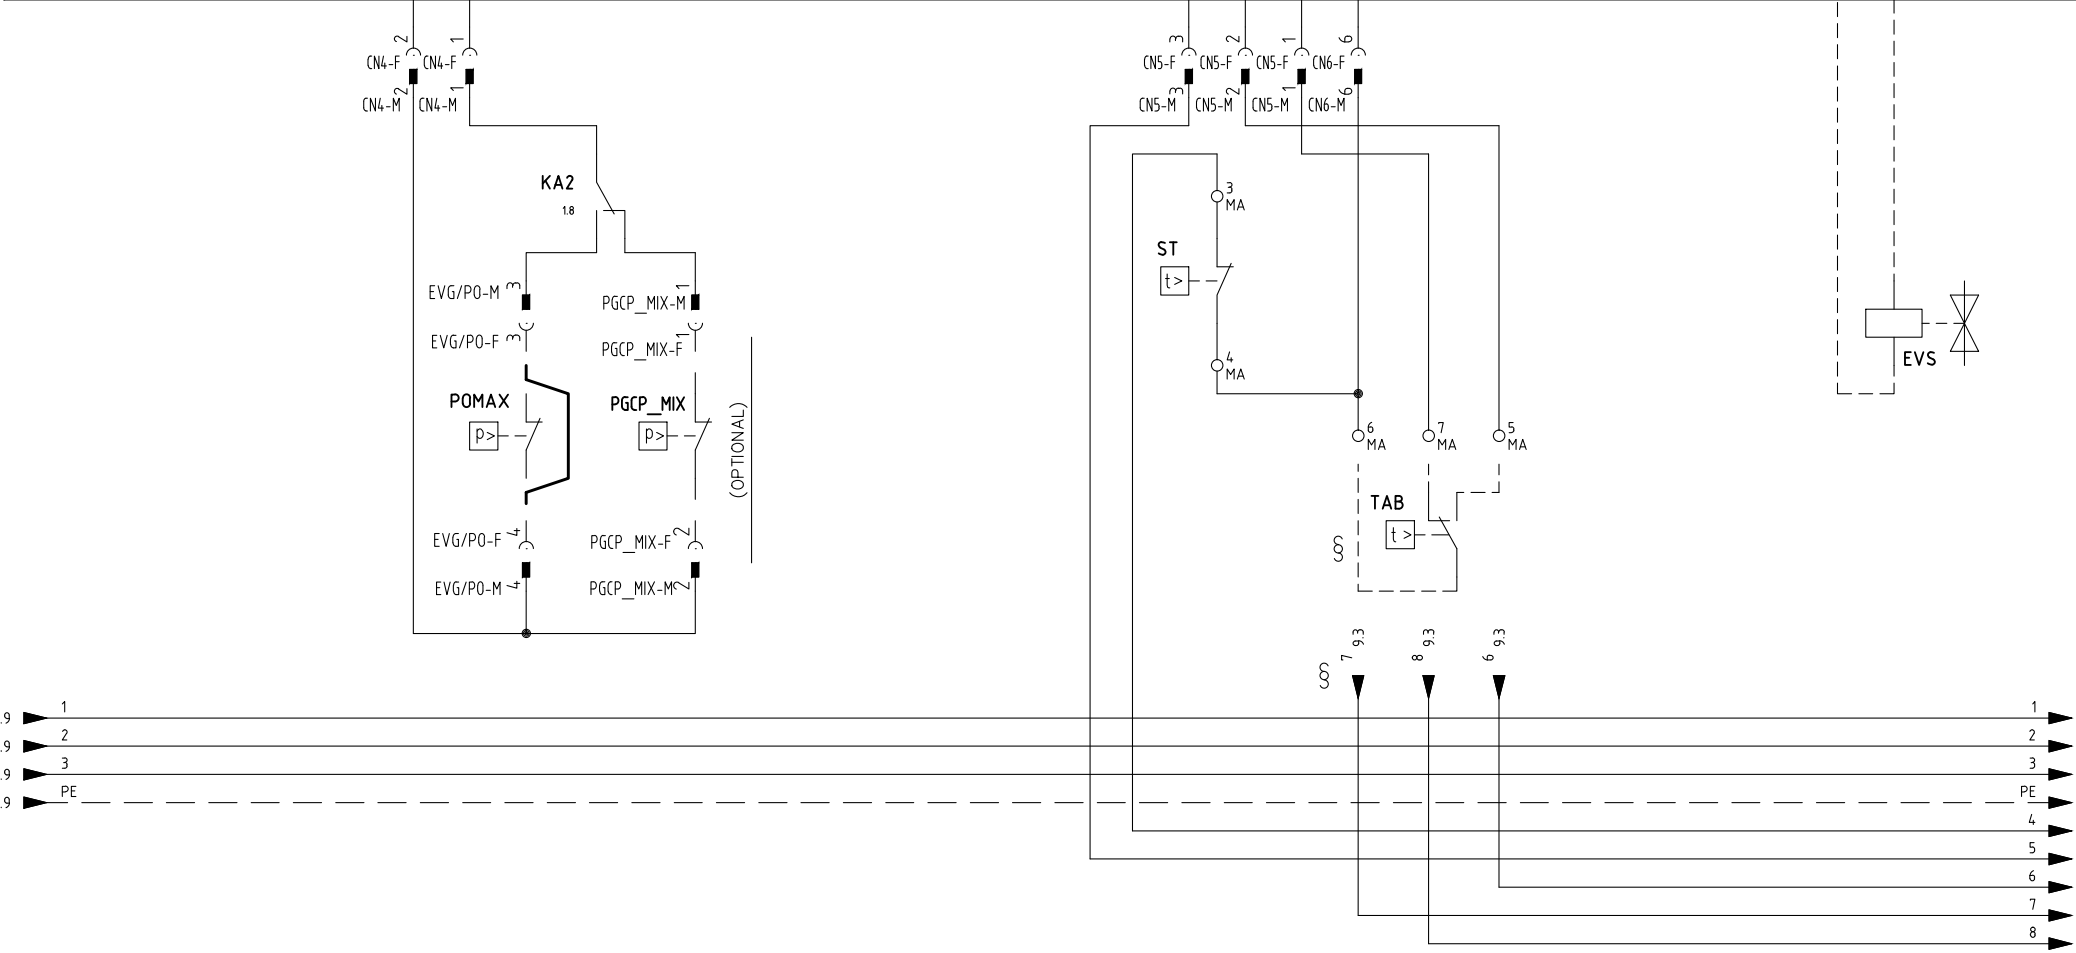 2 1 3 2 1 6
CN4-F CN4-F CN5-F CN5-F CN5-F CN6-F
2 1 3 2 1 6
CN4-M CN4-M CN5-M CN5-M CN5-M CN6-M
KA2
1.8
3
MA
ST
t>
4
MA
EVG/PO-M 3
PGCP_MIX-M 1
EVG/PO-F 3
PGCP_MIX-F 1
EVS
POMAX
p>
PGCP_MIX
p>
(OPTIONAL)
6
MA
7
MA
5
MA
TAB
t>
§
EVG/PO-F 4
PGCP_MIX-F 2
EVG/PO-M 4
PGCP_MIX-M 2
§
7 9.3
8 9.3
6 9.3
.9 1 1
.9 2 2
.9 3 3
.9 PE PE
4
5
6
7
8